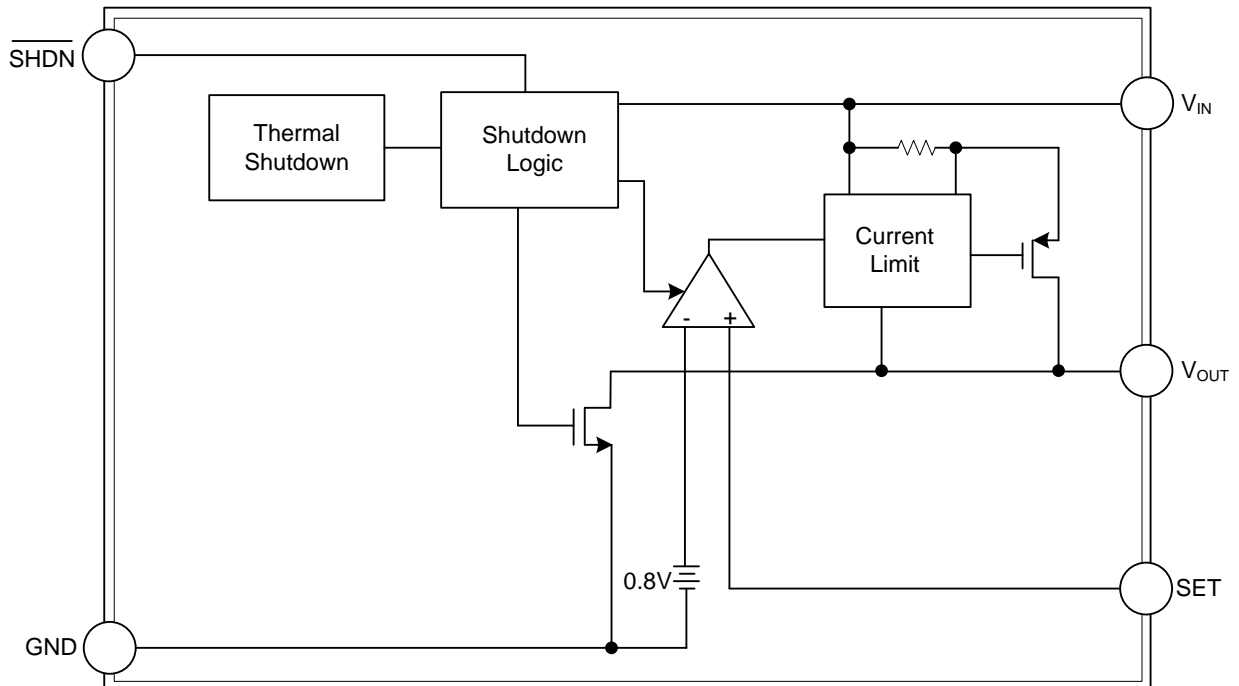 SHDN
Thermal
Shutdown
Shutdown
Logic
VIN
Current
Limit
- +
VOUT
0.8V
SET
GND